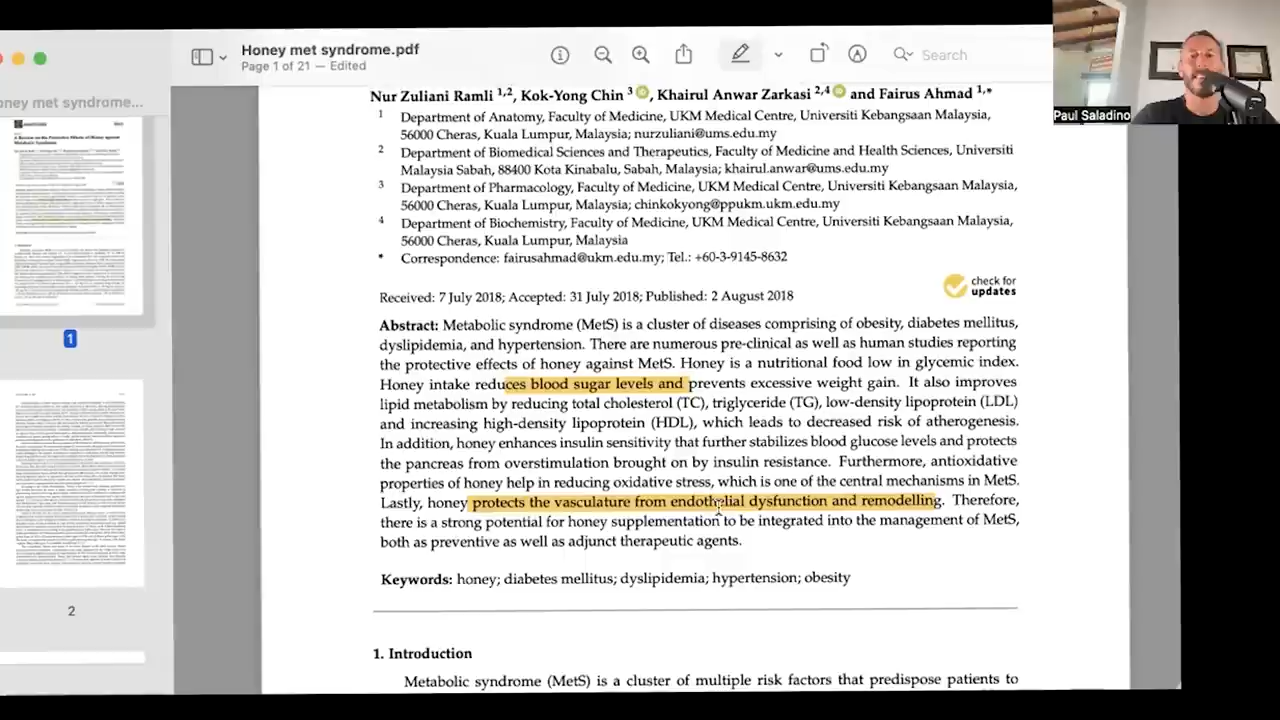 Honey met syndrome.pdf
Page 1 of 21 — Edited
Search
oney met syndrome...
Paul Saladino
Nur Zuliani Ramli 1,2, Kok-Yong Chin 3, Khairul Anwar Zarkasi 2,4 and Fairus Ahmad 1,*
1 Department of Anatomy, Faculty of Medicine, UKM Medical Centre, Universiti Kebangsaan Malaysia,
56000 Cheras, Kuala Lumpur, Malaysia; nurzuliani@ums.edu.my
2 Department of Biomedical Sciences and Therapeutics, Faculty of Medicine and Health Sciences, Universiti
Malaysia Sabah, 88400 Kota Kinabalu, Sabah, Malaysia; khairul.anwar@ums.edu.my
3 Department of Pharmacology, Faculty of Medicine, UKM Medical Centre, Universiti Kebangsaan Malaysia,
56000 Cheras, Kuala Lumpur, Malaysia; chinkokyong@ppukm.ukm.edu.my
4 Department of Biochemistry, Faculty of Medicine, UKM Medical Centre, Universiti Kebangsaan Malaysia,
56000 Cheras, Kuala Lumpur, Malaysia
* Correspondence: fairusahmad@ukm.edu.my; Tel.: +60-3-9145-8632
check for
updates
Received: 7 July 2018; Accepted: 31 July 2018; Published: 2 August 2018
Abstract: Metabolic syndrome (MetS) is a cluster of diseases comprising of obesity, diabetes mellitus,
dyslipidemia, and hypertension. There are numerous pre-clinical as well as human studies reporting
the protective effects of honey against MetS. Honey is a nutritional food low in glycemic index.
Honey intake reduces blood sugar levels and prevents excessive weight gain. It also improves
lipid metabolism by reducing total cholesterol (TC), triglycerides (TG), low-density lipoprotein (LDL)
and increasing high-density lipoprotein (HDL), which leads to decreased risk of atherogenesis.
In addition, honey enhances insulin sensitivity that further stabilizes blood glucose levels and protects
the pancreas from overstimulation brought on by insulin resistance. Furthermore, antioxidative
properties of honey help in reducing oxidative stress, which is one of the central mechanisms in MetS.
Lastly, honey protects the vasculature from endothelial dysfunction and remodelling. Therefore,
there is a strong potential for honey supplementation to be integrated into the management of MetS,
both as preventive as well as adjunct therapeutic agents.
Keywords: honey; diabetes mellitus; dyslipidemia; hypertension; obesity
1. Introduction
Metabolic syndrome (MetS) is a cluster of multiple risk factors that predispose patients to
1
2